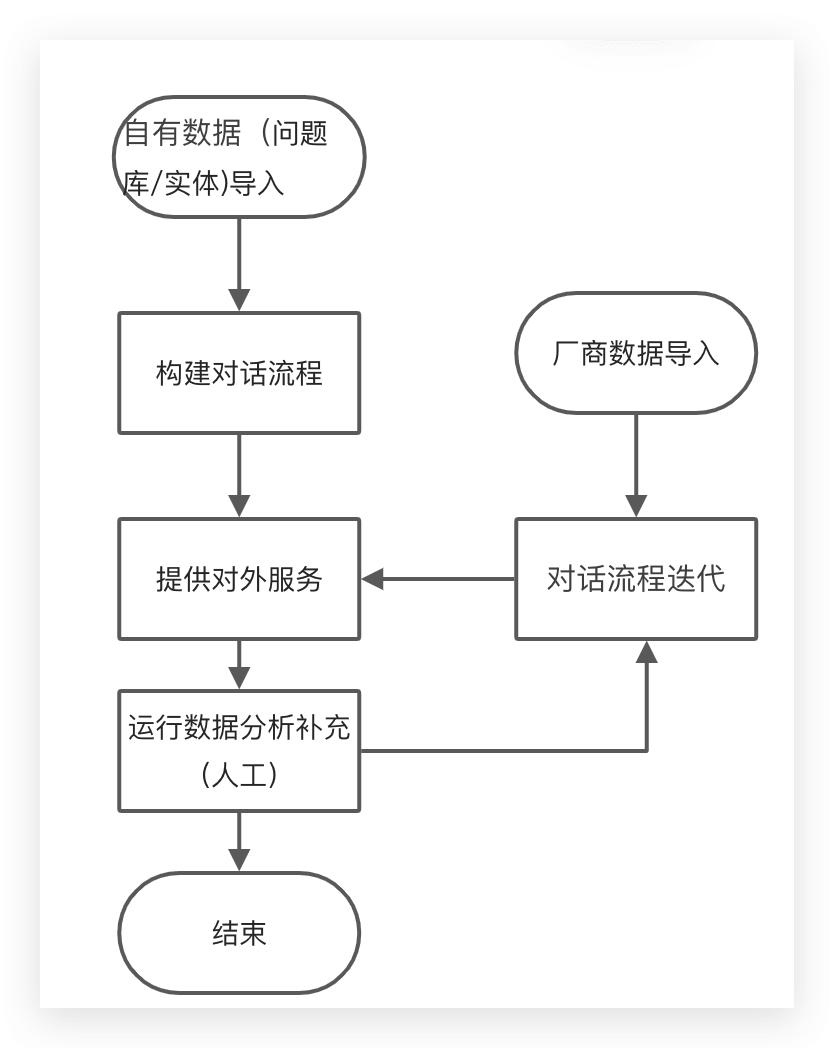 自有数据（问题
库/实体)导入
构建对话流程
厂商数据导入
提供对外服务
对话流程迭代
运行数据分析补充
（人工）
结束